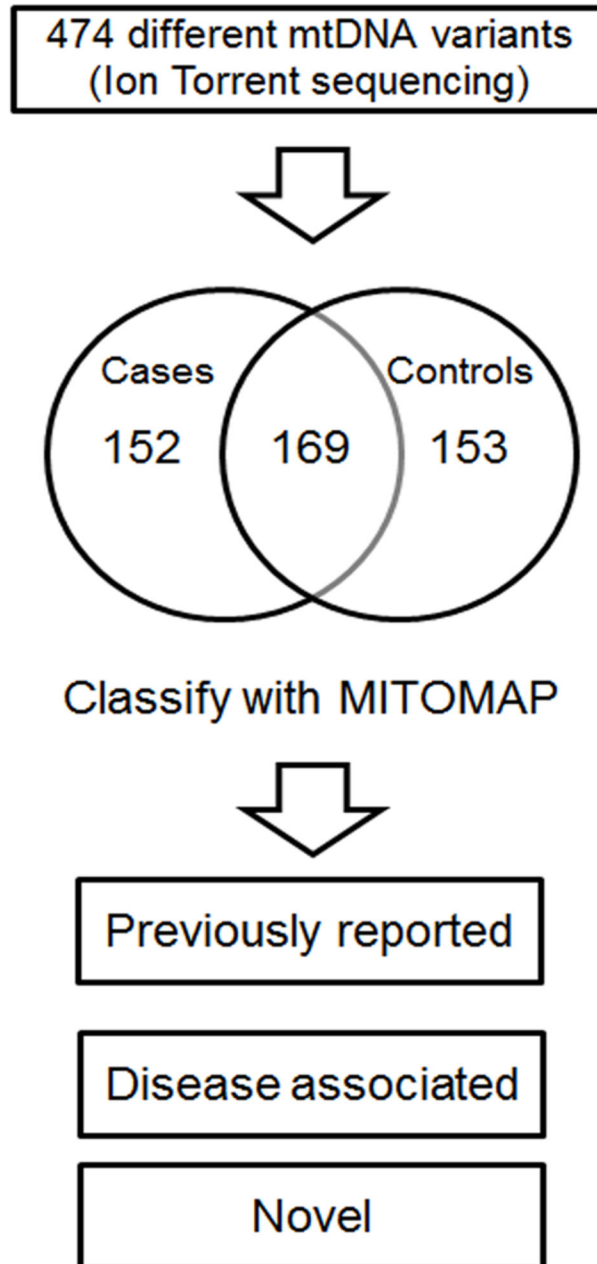 474 different mtDNA variants
(Ion Torrent sequencing)
Cases Controls
152 169 153
Classify with MITOMAP
Previously reported
Disease associated
Novel